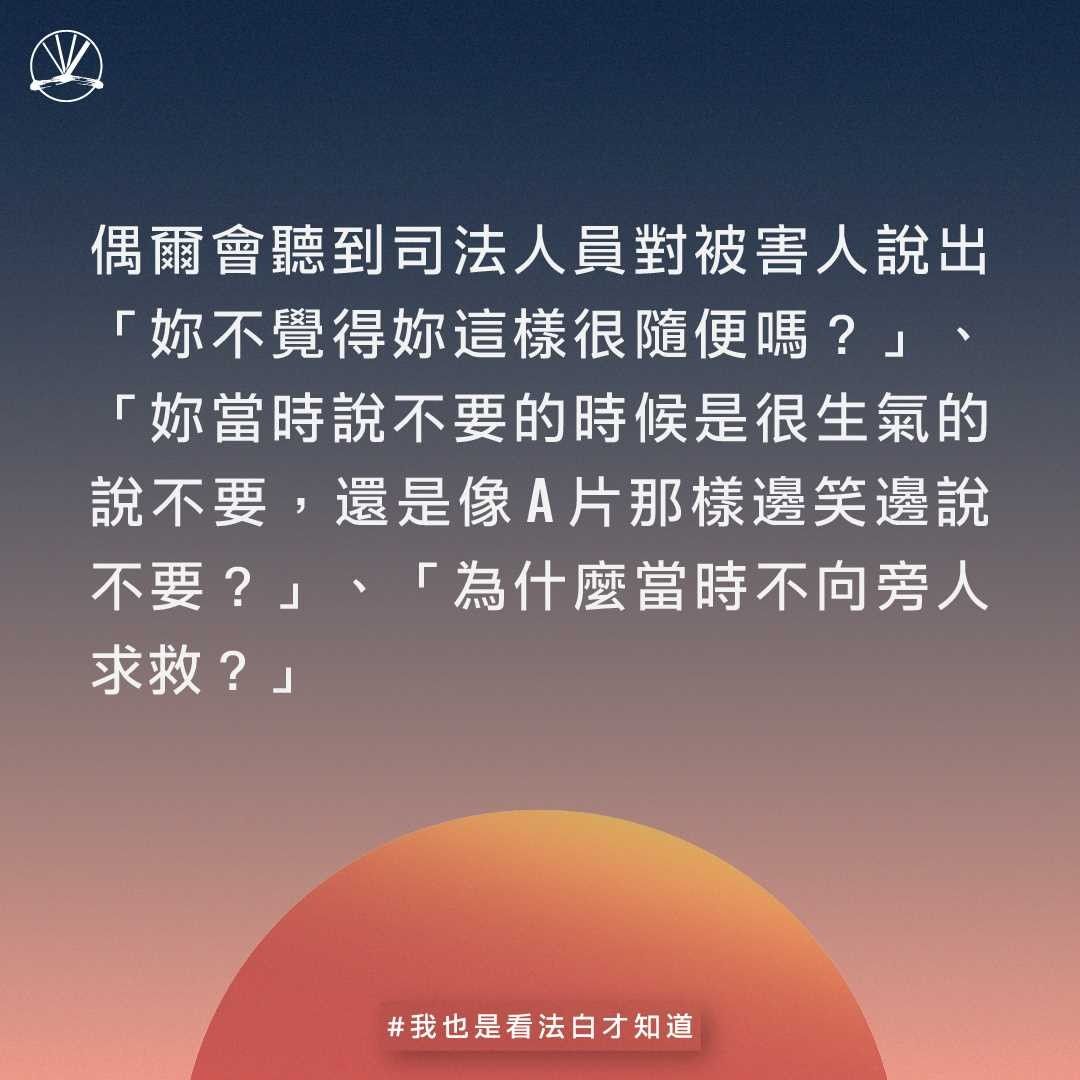 偶爾會聽到司法人員對被害人說出
「妳不覺得妳這樣很隨便嗎？」、
「妳當時說不要的時候是很生氣的
說不要，還是像A片那樣邊笑邊說
不要？」、「為什麼當時不向旁人
求救？」
#我也是看法白才知道